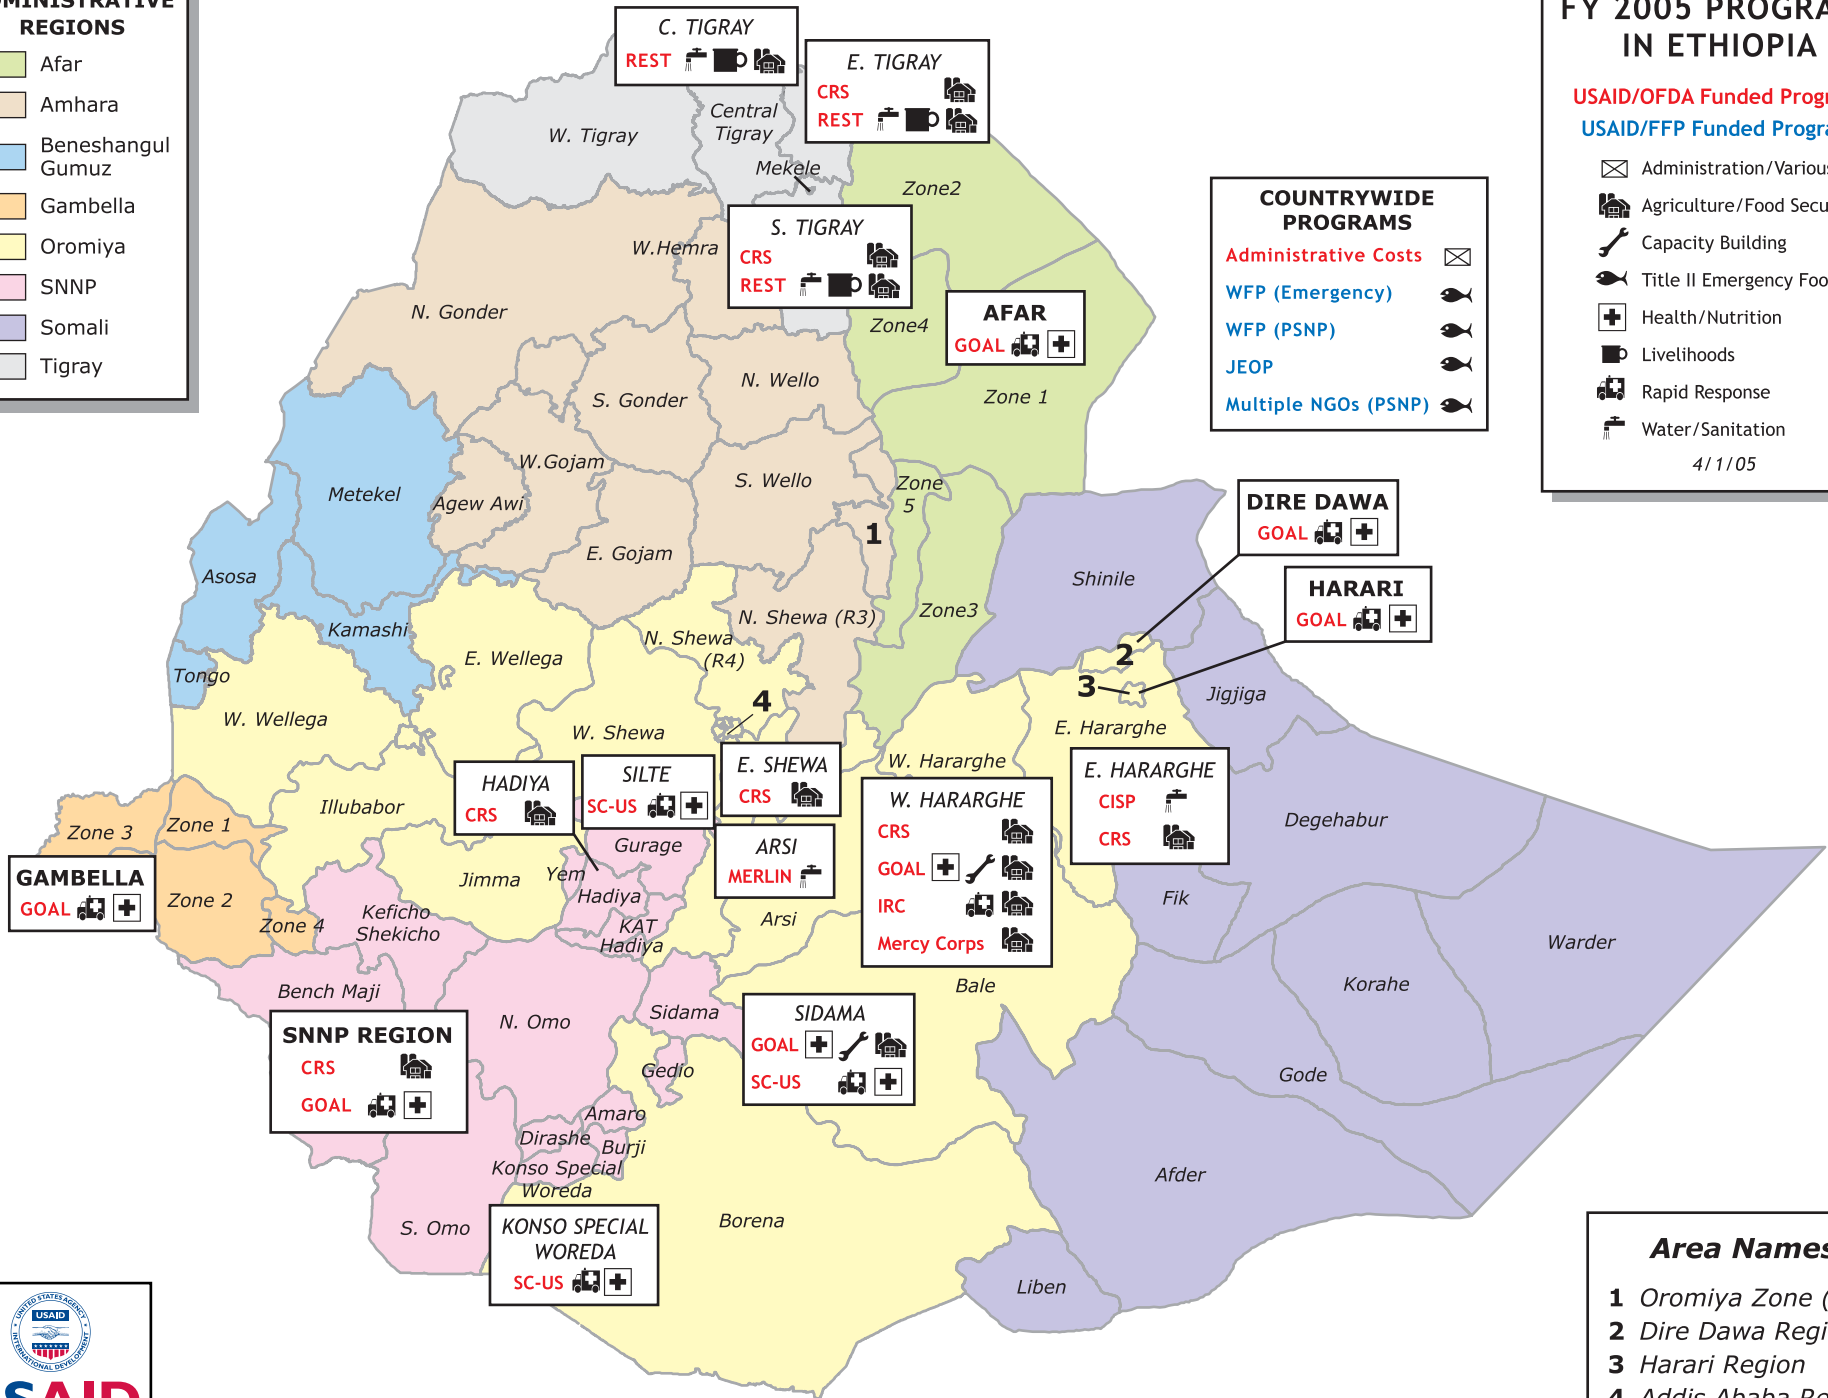 REGIONS
Afar
Amhara
Beneshangul
Gumuz
Gambella
Oromiya
SNNP
Somali
Tigray
C. TIGRAY
REST
E. TIGRAY
CRS
REST
W. Tigray
Central
Tigray
Mekele
S. TIGRAY
CRS
REST
Zone2
W.Hemra
N. Gonder
Zone4
AFAR
GOAL
Zone 1
N. Wello
S. Gonder
W.Gojam
S. Wello
Metekel
Agew Awi
Zone
5
1
E. Gojam
Asosa
Kamashi
N. Shewa (R3)
Zone3
N. Shewa
(R4)
E. Wellega
Tongo
W. Wellega
4
W. Shewa
COUNTRYWIDE
PROGRAMS
Administrative Costs
WFP (Emergency)
WFP (PSNP)
JEOP
Multiple NGOs (PSNP)
FY 2005 PROGRA
IN ETHIOPIA
USAID/OFDA Funded Progr
USAID/FFP Funded Progra
Administration/Various
Agriculture/Food Secu
Capacity Building
Title II Emergency Foo
Health/Nutrition
Livelihoods
Rapid Response
Water/Sanitation
4/1/05
DIRE DAWA
GOAL
HARARI
GOAL
Shinile
2
3
Jigjiga
E. Hararghe
W. Hararghe
E. HARARGHE
CISP
CRS
W. HARARGHE
CRS
GOAL
IRC
Mercy Corps
HADIYA
CRS
SILTE
SC-US
E. SHEWA
CRS
ARSI
MERLIN
Illubabor
Zone 3
Zone 1
GAMBELLA
GOAL
Zone 2
Zone 4
Jimma
Yem
Gurage
Hadiya
KAT
Hadiya
Arsi
Keficho
Shekicho
Bench Maji
Bale
Degehabur
Fik
Warder
Korahe
Gode
SNNP REGION
CRS
GOAL
N. Omo
Sidama
SIDAMA
GOAL
SC-US
Gedio
Amaro
Dirashe
Burji
Konso Special
Woreda
S. Omo
KONSO SPECIAL
WOREDA
SC-US
Borena
Afder
Liben
UNITED STATES AGENCY
USAID
INTERNATIONAL DEVELOPMENT
SAID
Area Names
1 Oromiya Zone (
2 Dire Dawa Regi
3 Harari Region
4 Addis Ababa Re